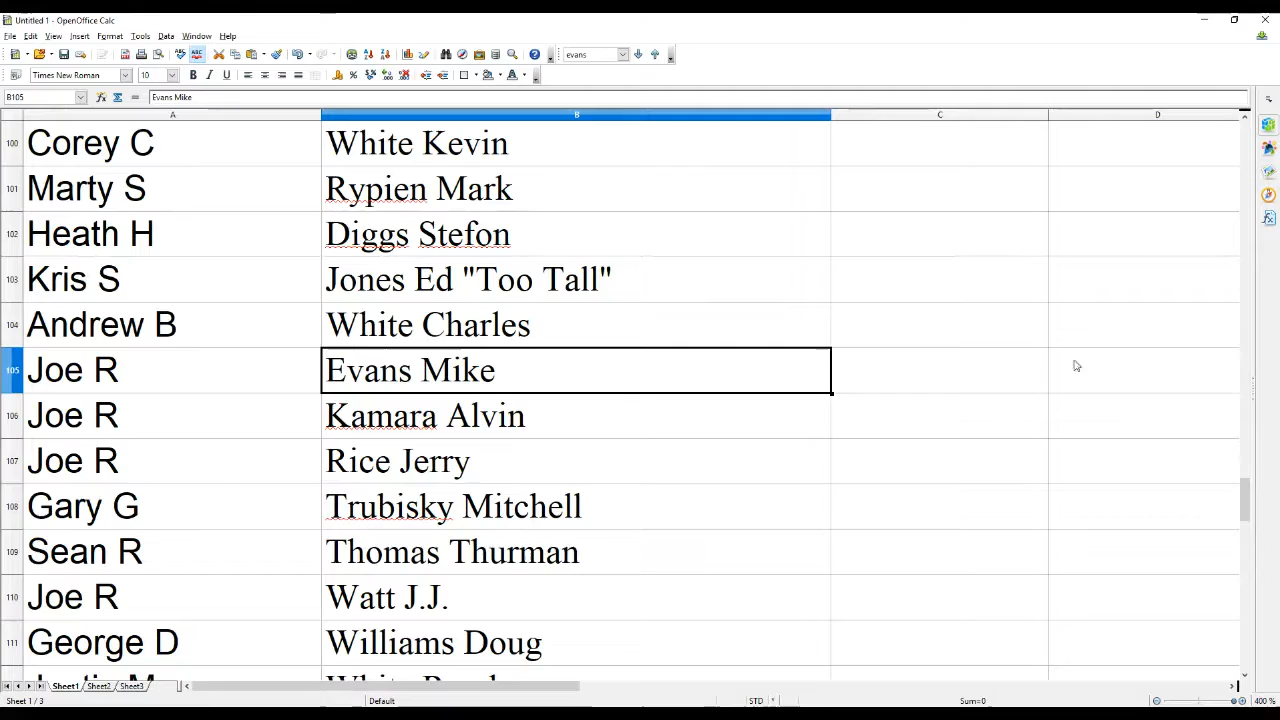 Untitled 1 - OpenOffice Calc
File Edit View Insert Format Tools Data Window Help
evans
Times New Roman 10
B105 Evans Mike
A B C D
100 Corey C White Kevin
101 Marty S Rypien Mark
102 Heath H Diggs Stefon
103 Kris S Jones Ed "Too Tall"
104 Andrew B White Charles
105 Joe R Evans Mike
106 Joe R Kamara Alvin
107 Joe R Rice Jerry
108 Gary G Trubisky Mitchell
109 Sean R Thomas Thurman
110 Joe R Watt J.J.
111 George D Williams Doug
Sheet1 Sheet2 Sheet3
Sheet 1 / 3 Default STD * Sum=0 400 %